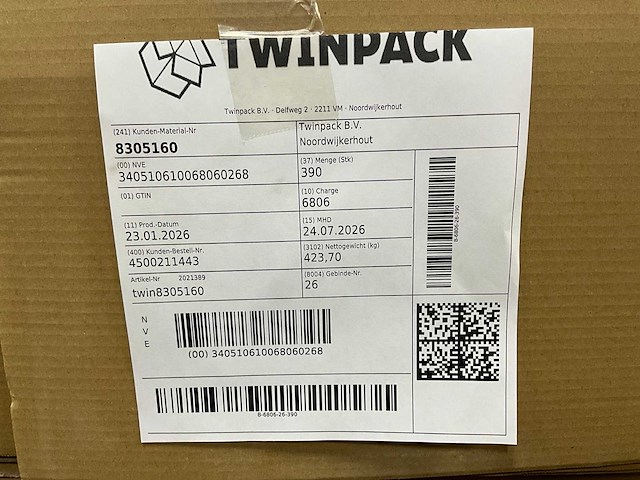 TWINPACK
Twinpack B.V. · Delfweg 2 · 2211 VM · Noordwijkerhout
(241) Kunden-Material-Nr
8305160
Twinpack B.V.
Noordwijkerhout
(00) NVE
340510610068060268
(37) Menge (Stk)
390
(01) GTIN
(10) Charge
6806
(11) Prod.-Datum
23.01.2026
(15) MHD
24.07.2026
(400) Kunden-Bestell-Nr.
4500211443
(3102) Nettogewicht (kg)
423,70
Artikel-Nr 2021389
twin8305160
(8004) Gebinde-Nr.
26
B-6806-26-390
N
V
E
(00) 340510610068060268
B-6806-26-390